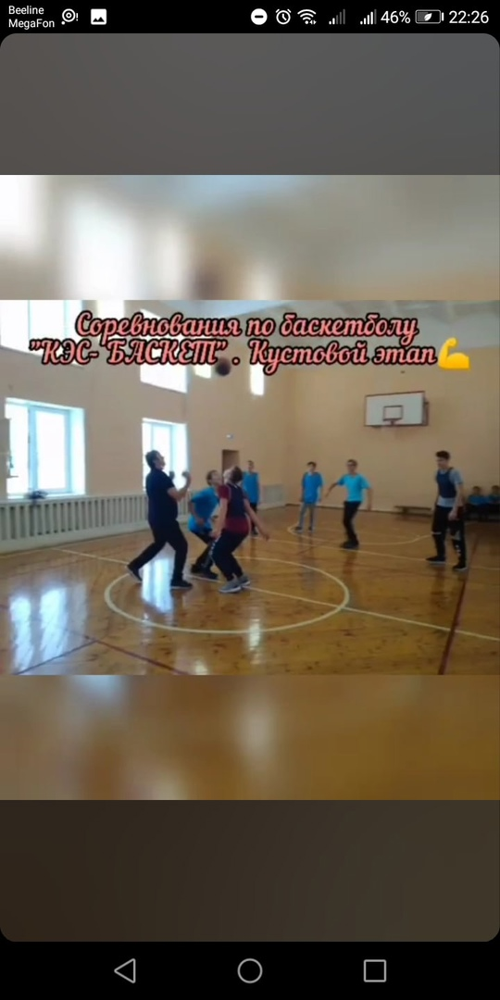 Beeline
MegaFon
46%
22:26
Соревнования по баскетболу
"КЭС- БАСКЕТ" . Кустовой этап💪